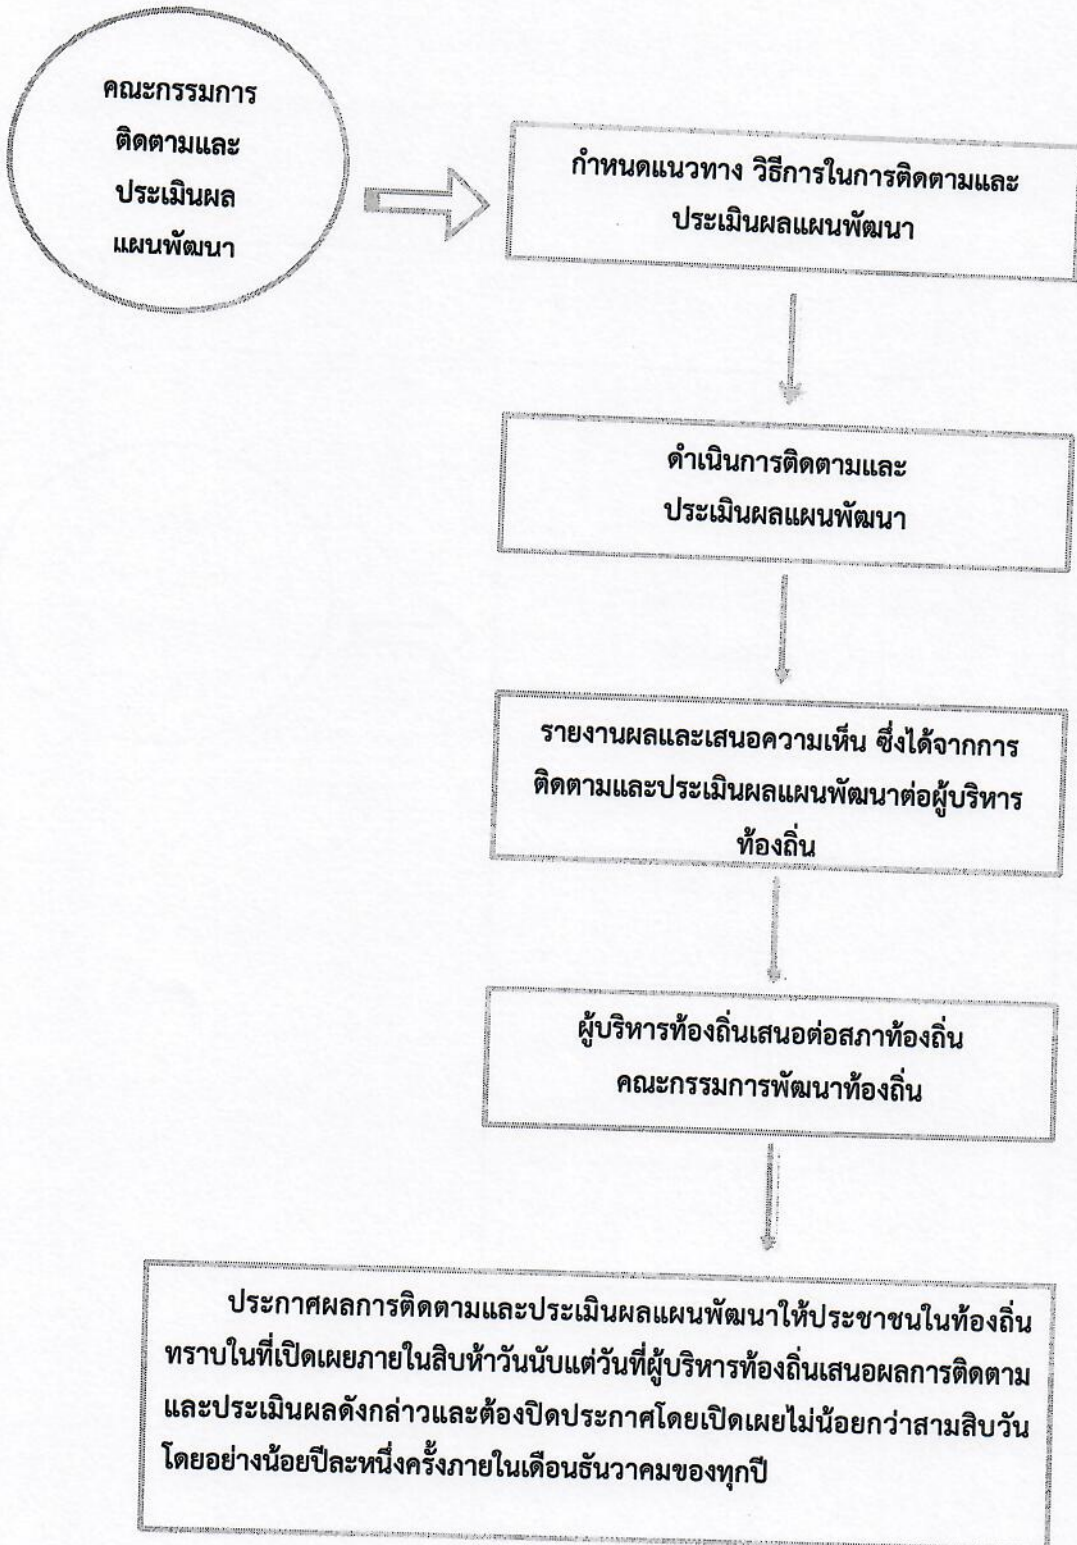 คณะกรรมการ
ติดตามและ
ประเมินผล
แผนพัฒนา
กำหนดแนวทาง วิธีการในการติดตามและ
ประเมินผลแผนพัฒนา
ดำเนินการติดตามและ
ประเมินผลแผนพัฒนา
รายงานผลและเสนอความเห็น ซึ่งได้จากการ
ติดตามและประเมินผลแผนพัฒนาต่อผู้บริหาร
ท้องถิ่น
ผู้บริหารท้องถิ่นเสนอต่อสภาท้องถิ่น
คณะกรรมการพัฒนาท้องถิ่น
ประกาศผลการติดตามและประเมินผลแผนพัฒนาให้ประชาชนในท้องถิ่น
ทราบในที่เปิดเผยภายในสิบห้าวันนับแต่วันที่ผู้บริหารท้องถิ่นเสนอผลการติดตาม
และประเมินผลดังกล่าวและต้องปิดประกาศโดยเปิดเผยไม่น้อยกว่าสามสิบวัน
โดยอย่างน้อยปีละหนึ่งครั้งภายในเดือนธันวาคมของทุกปี